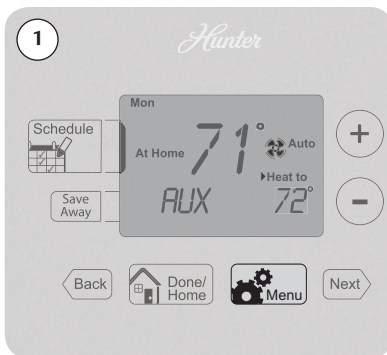 1
Hunter
Mon
Schedule
At Home
71°
Auto
Heat to
Save
Away
AUX
72°
+
-
Back
Done/
Home
Menu
Next